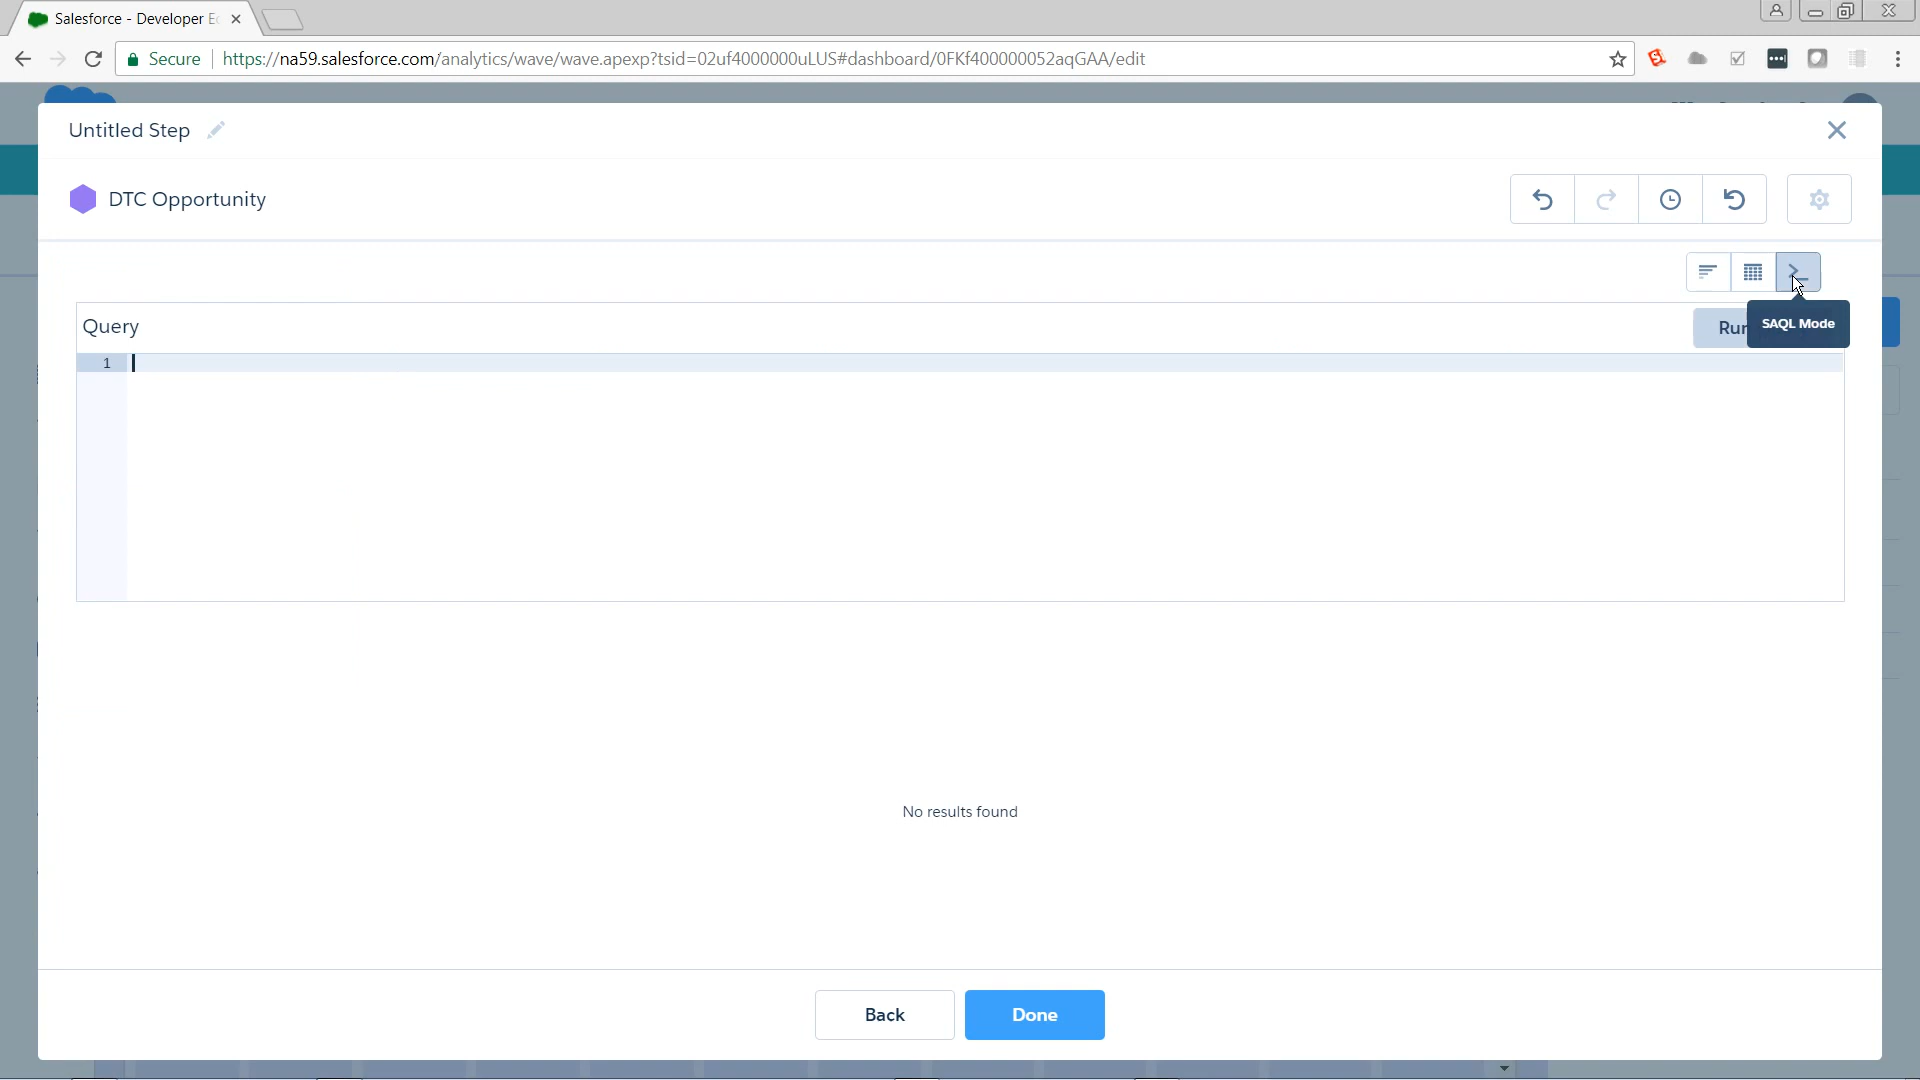 Salesforce - Developer E
Secure
https://na59.salesforce.com/analytics/wave/wave.apexp?tsid=02uf4000000uLUS#dashboard/0FKf400000052aqGAA/edit
Untitled Step
DTC Opportunity
Query
SAQL Mode
1
No results found
Back
Done